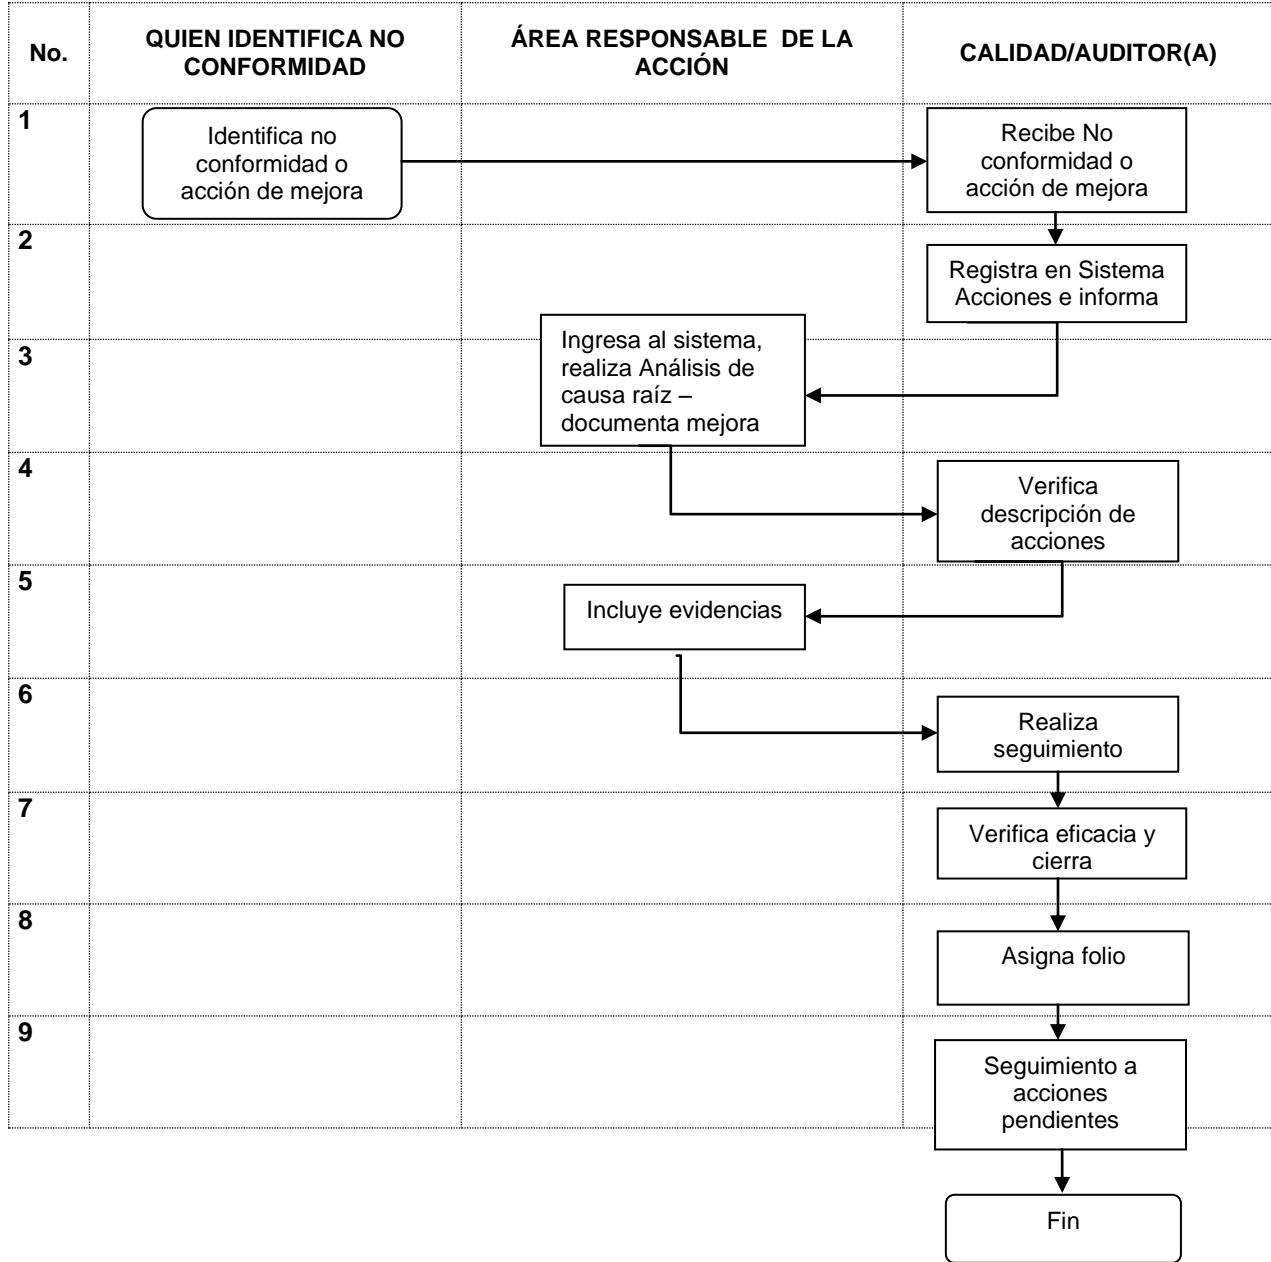 No.
QUIEN IDENTIFICA NO
CONFORMIDAD
ÁREA RESPONSABLE DE LA
ACCIÓN
CALIDAD/AUDITOR(A)
1
Identifica no
conformidad o
acción de mejora
Recibe No
conformidad o
acción de mejora
2
Registra en Sistema
Acciones e informa
3
Ingresa al sistema,
realiza Análisis de
causa raíz –
documenta mejora
4
Verifica
descripción de
acciones
5
Incluye evidencias
6
Realiza
seguimiento
7
Verifica eficacia y
cierra
8
Asigna folio
9
Seguimiento a
acciones
pendientes
Fin